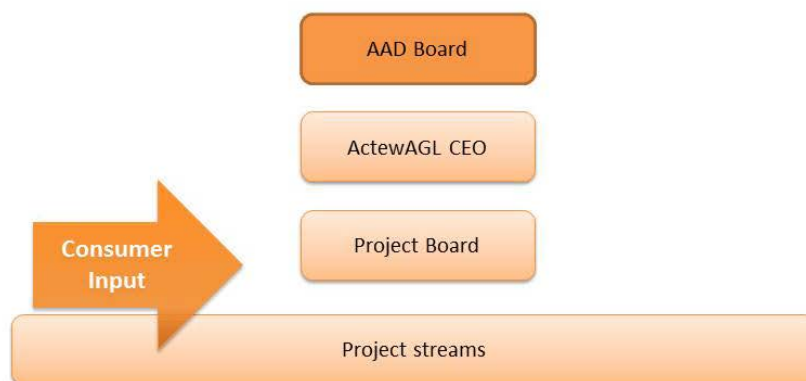 AAD Board
ActewAGL CEO
Project Board
Consumer
Input
Project streams